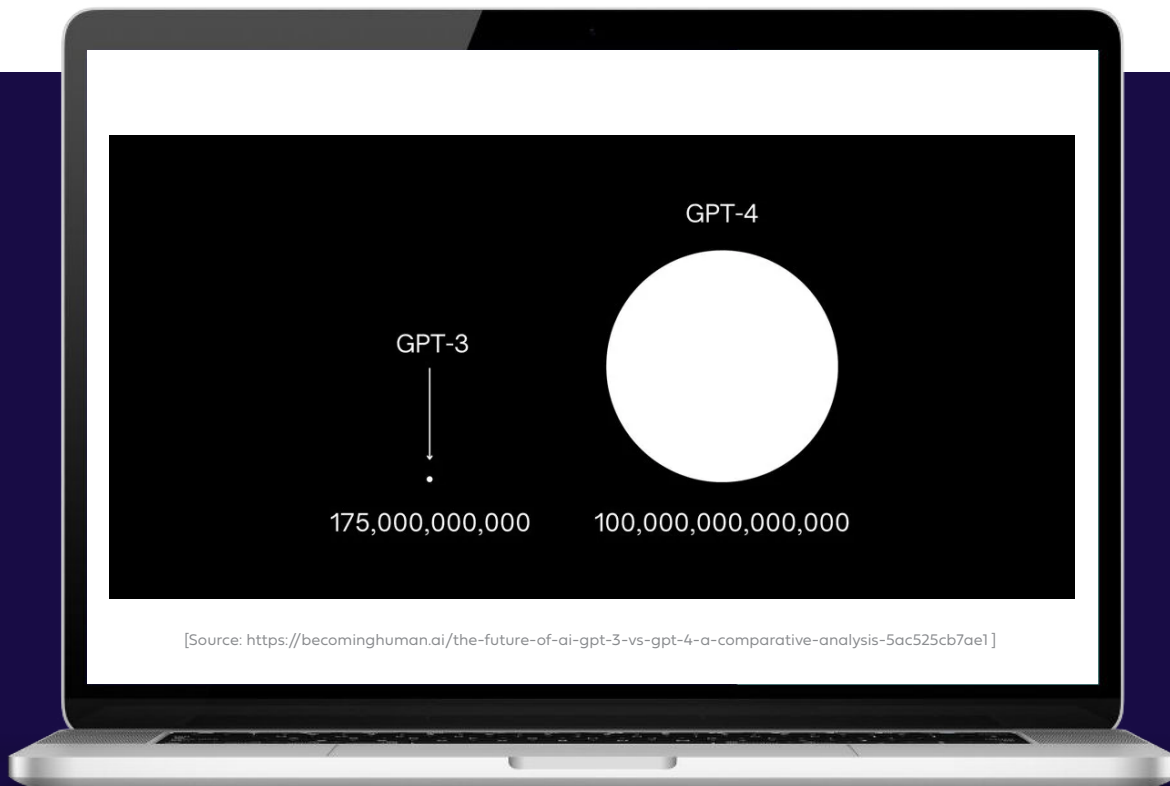 GPT-4
GPT-3
175,000,000,000
100,000,000,000,000
[Source: https://becominghuman.ai/the-future-of-ai-gpt-3-vs-gpt-4-a-comparative-analysis-5ac525cb7ae1 ]